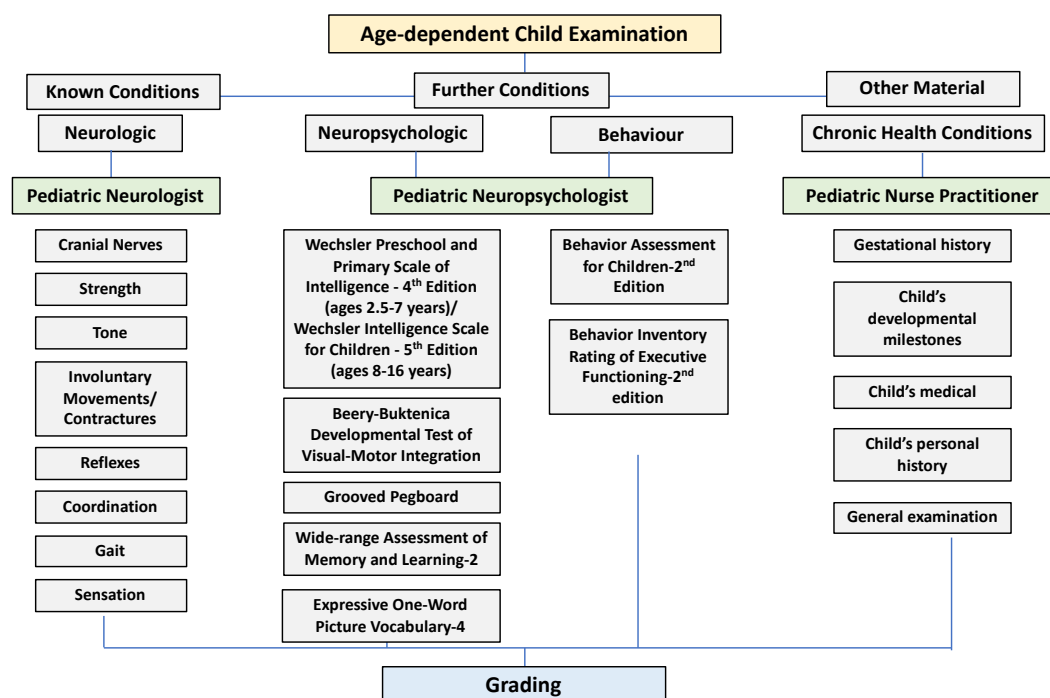 Age-dependent Child Examination
Known Conditions
Further Conditions
Other Material
Neurologic
Neuropsychologic
Behaviour
Chronic Health Conditions
Pediatric Neurologist
Pediatric Neuropsychologist
Pediatric Nurse Practitioner
Cranial Nerves
Strength
Tone
Involuntary
Movements/
Contractures
Reflexes
Coordination
Gait
Sensation
Wechsler Preschool and
Primary Scale of
Intelligence - 4th Edition
(ages 2.5-7 years)/
Wechsler Intelligence Scale
for Children - 5th Edition
(ages 8-16 years)
Beery-Buktenica
Developmental Test of
Visual-Motor Integration
Grooved Pegboard
Wide-range Assessment of
Memory and Learning-2
Expressive One-Word
Picture Vocabulary-4
Behavior Assessment
for Children-2nd
Edition
Behavior Inventory
Rating of Executive
Functioning-2nd
edition
Gestational history
Child’s
developmental
milestones
Child’s medical
Child’s personal
history
General examination
Grading